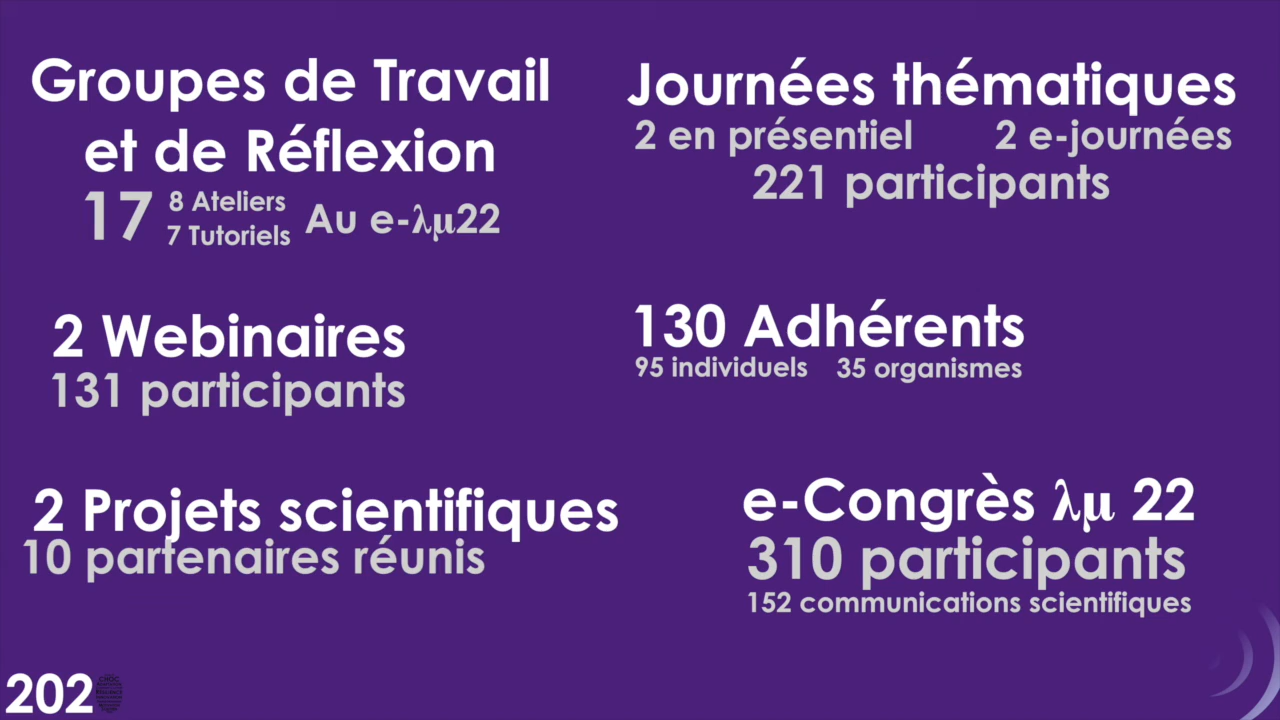 Groupes de Travail
et de Réflexion
17
8 Ateliers
7 Tutoriels
Au e-λμ22
Journées thématiques
2 en présentiel 2 e-journées
221 participants
2 Webinaires
131 participants
130 Adhérents
95 individuels 35 organismes
2 Projets scientifiques
10 partenaires réunis
e-Congrès λμ 22
310 participants
152 communications scientifiques
202